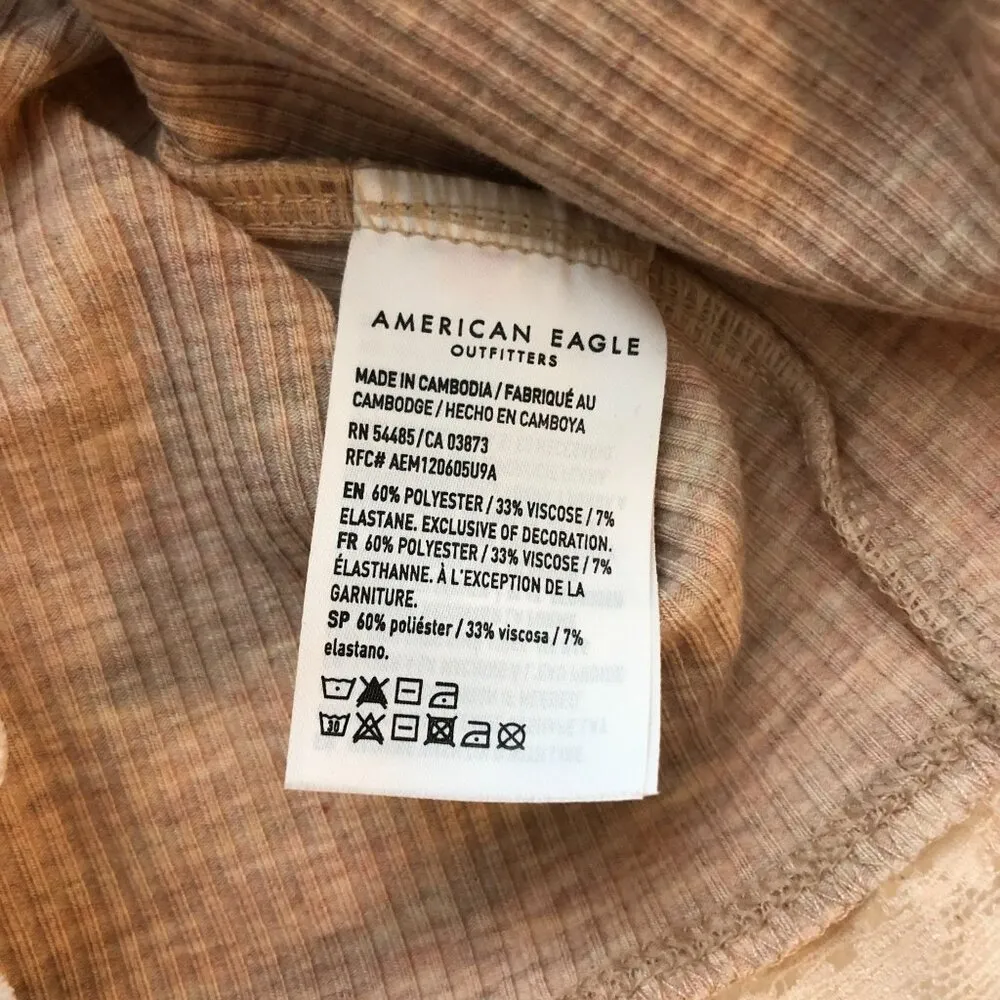 AMERICAN EAGLE
OUTFITTERS
MADE IN CAMBODIA / FABRIQUÉ AU
CAMBODGE / HECHO EN CAMBOYA
RN 54485/CA 03873
RFC# AEM120605U9A
EN 60% POLYESTER / 33% VISCOSE / 7%
ELASTANE. EXCLUSIVE OF DECORATION.
FR 60% POLYESTER / 33% VISCOSE / 7%
ÉLASTHANNE. À L'EXCEPTION DE LA
GARNITURE.
SP 60% poliéster / 33% viscosa / 7%
elastano.
30